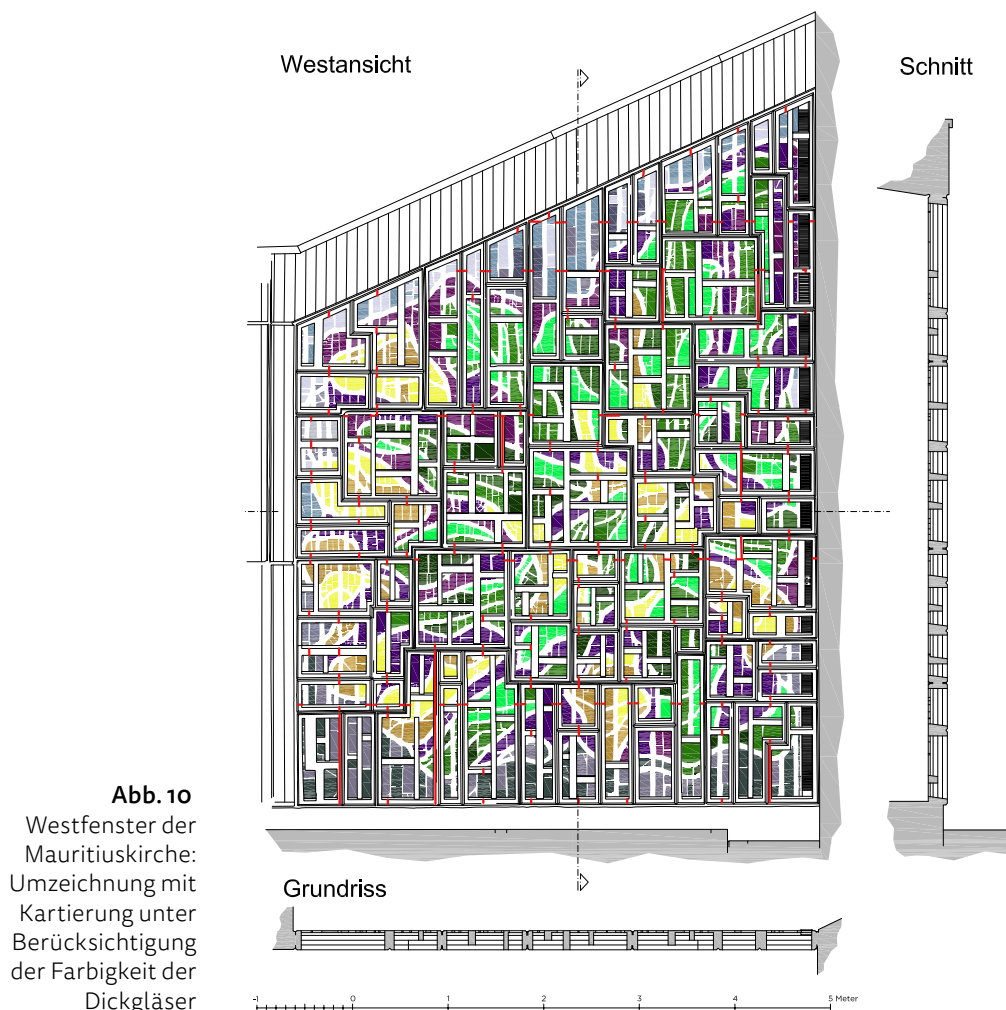 Westansicht
Schnitt
Abb. 10
Westfenster der
Mauritiuskirche:
Umzeichnung mit
Kartierung unter
Berücksichtigung
der Farbigkeit der
Dickgläser
Grundriss
-1 0 1 2 3 4 5 Meter